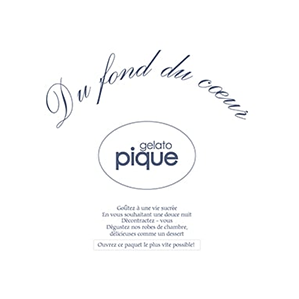 Du fond du cœur
gelato
pique
Goûtez à une vie sucrée
En vous souhaitant une douce nuit
Décontractez - vous
Dégustez nos robes de chambre,
délicieuses comme un dessert
Ouvrez ce paquet le plus vite possible!